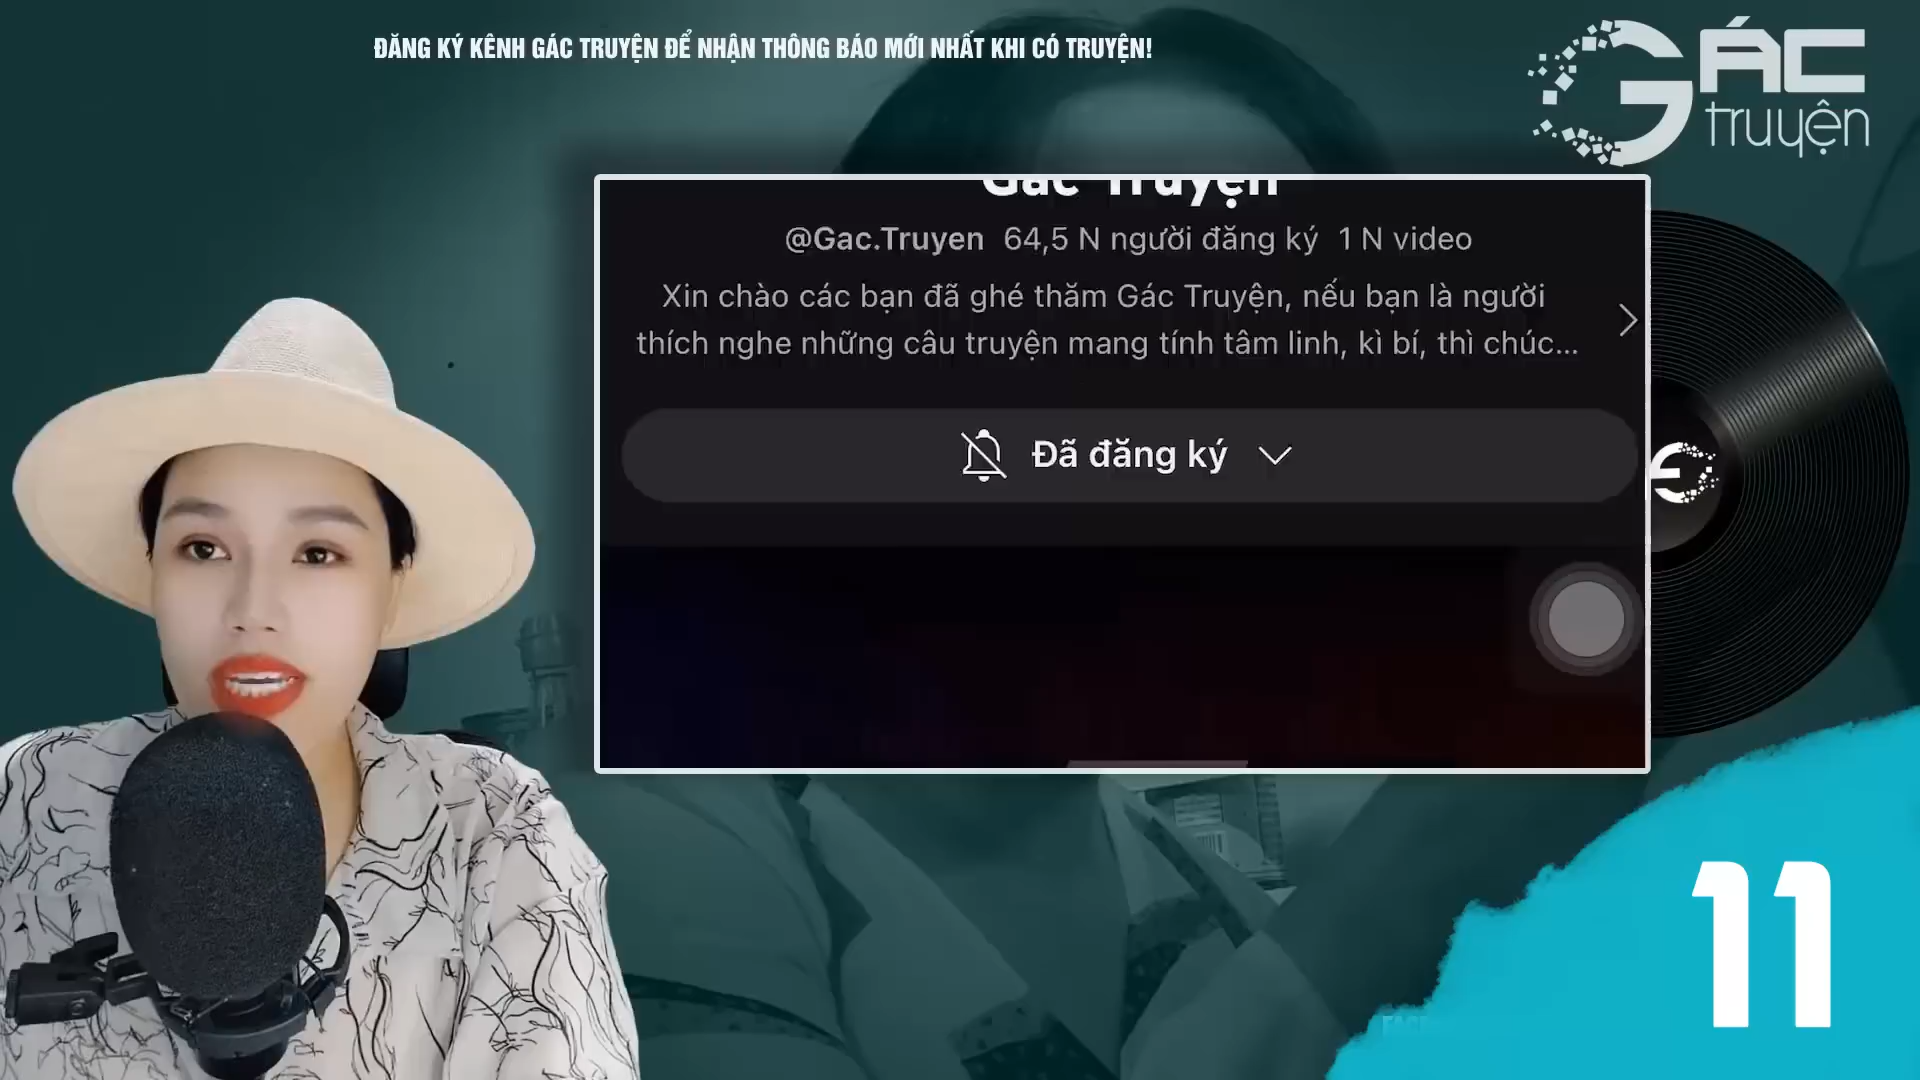 ĐĂNG KÝ KÊNH GÁC TRUYỆN ĐỂ NHẬN THÔNG BÁO MỚI NHẤT KHI CÓ TRUYỆN!
GÁC
truyện
Gác Truyện
@Gac.Truyen 64,5 N người đăng ký 1 N video
Xin chào các bạn đã ghé thăm Gác Truyện, nếu bạn là người
thích nghe những câu truyện mang tính tâm linh, kì bí, thì chúc...
Đã đăng ký
11